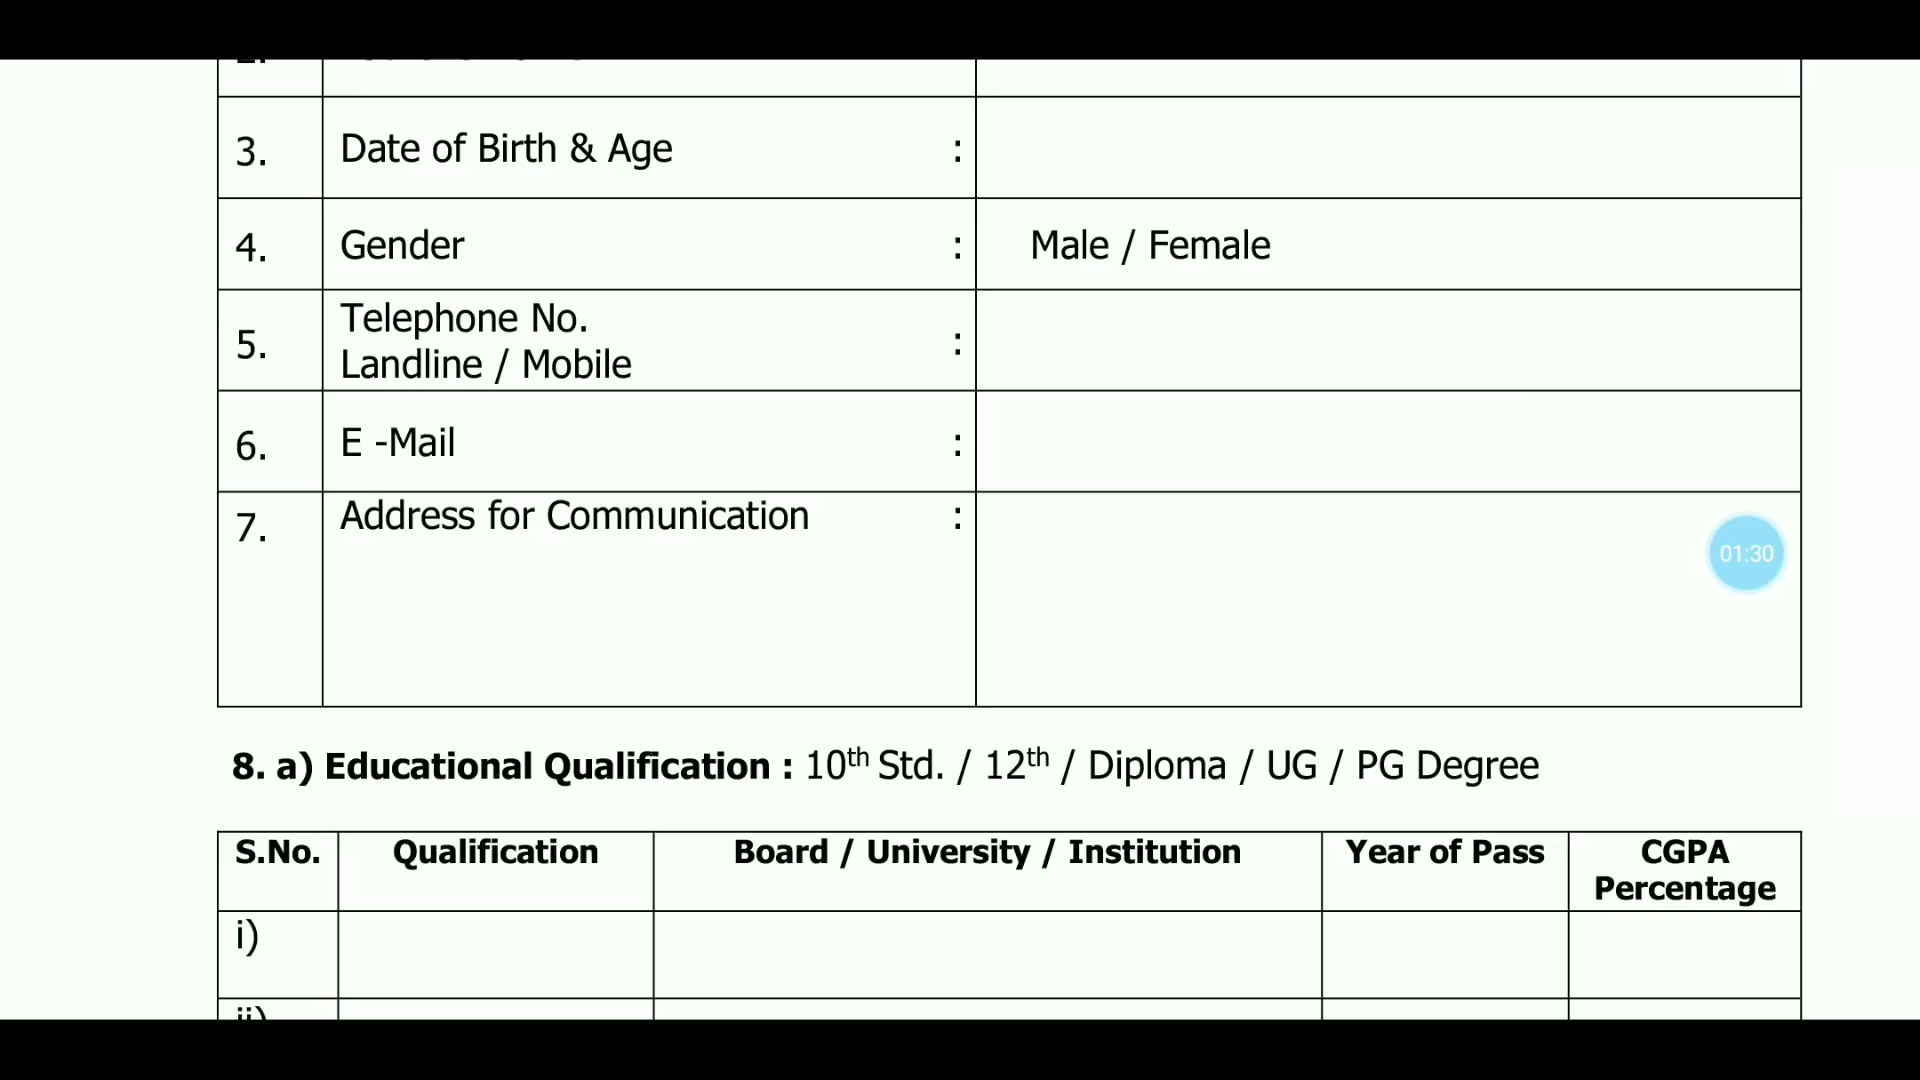 3. Date of Birth & Age :
4. Gender : Male / Female
5. Telephone No.
Landline / Mobile :
6. E -Mail :
7. Address for Communication :
01:30
8. a) Educational Qualification : 10th Std. / 12th / Diploma / UG / PG Degree
S.No. Qualification Board / University / Institution Year of Pass CGPA
Percentage
i)
ii)